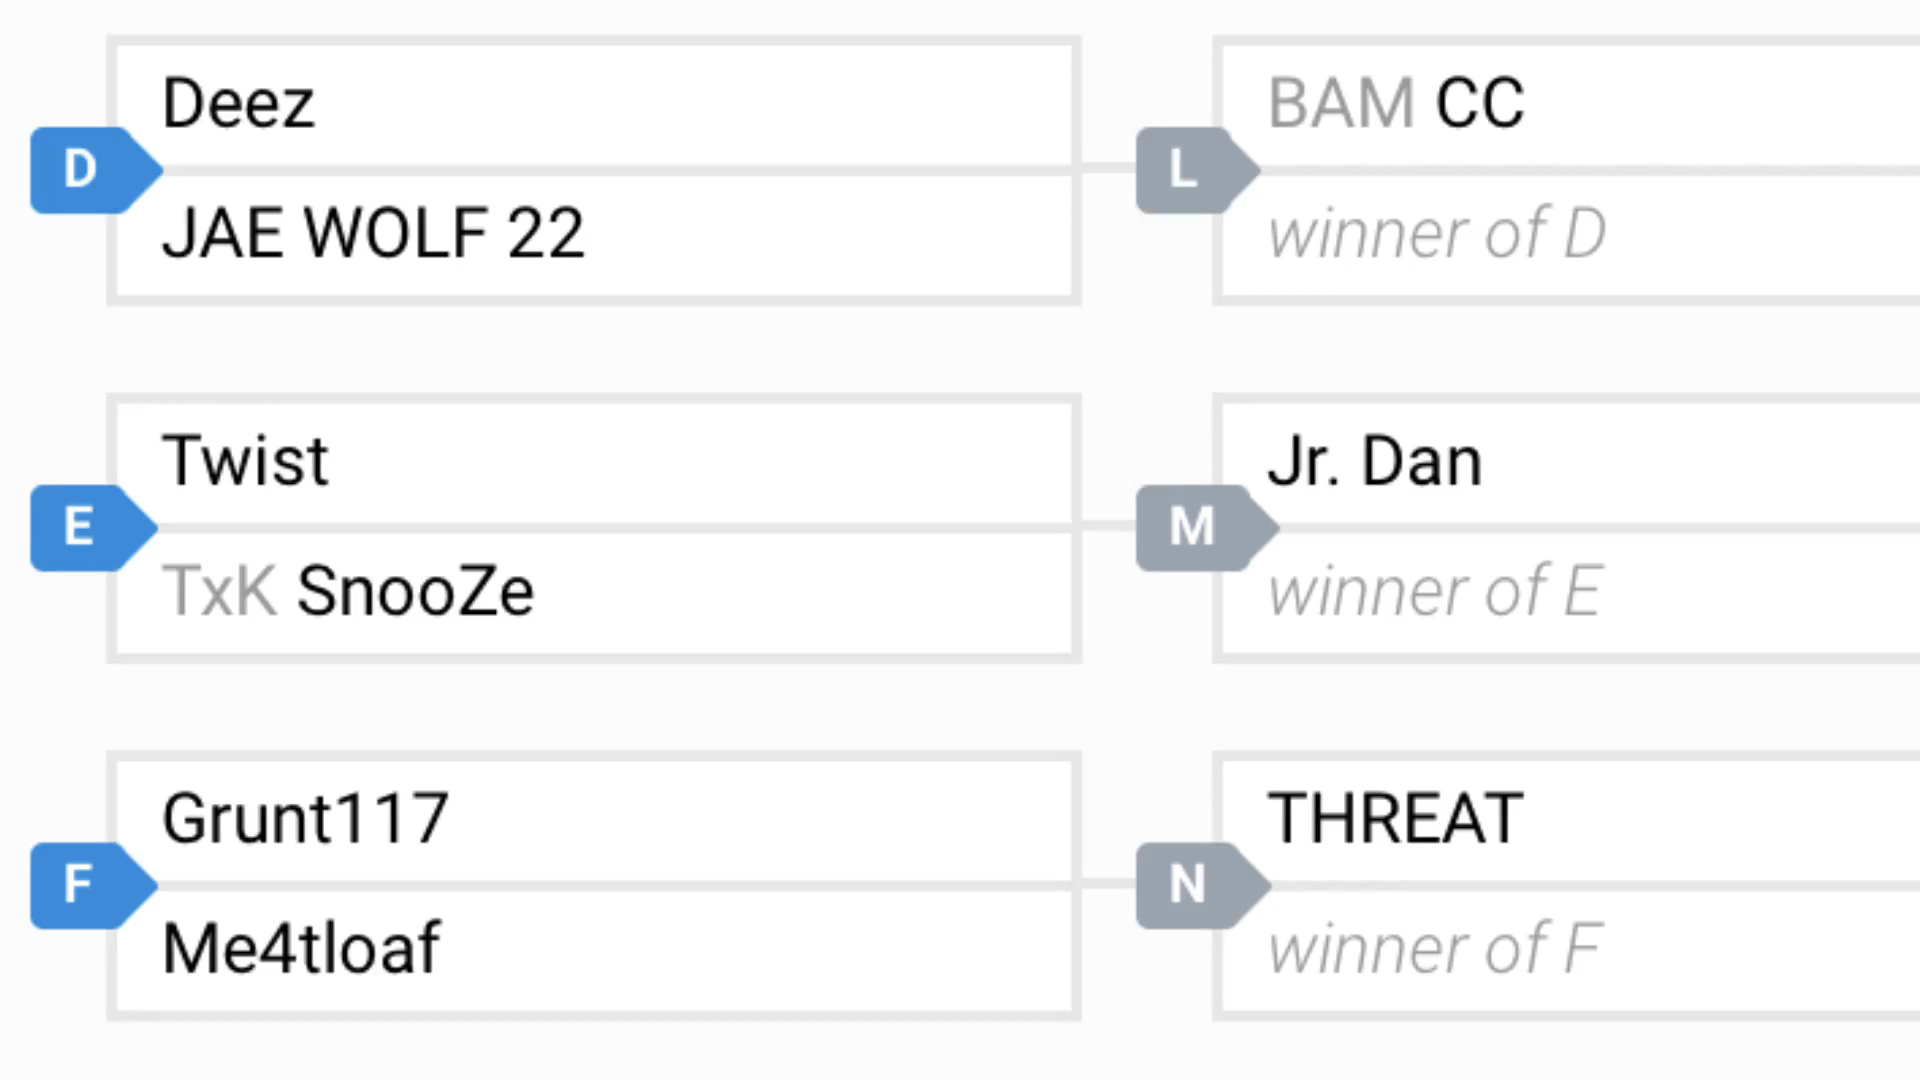 Deez
D
JAE WOLF 22
BAM CC
L
winner of D
Twist
E
TxK SnooZe
Jr. Dan
M
winner of E
Grunt117
F
Me4tloaf
THREAT
N
winner of F